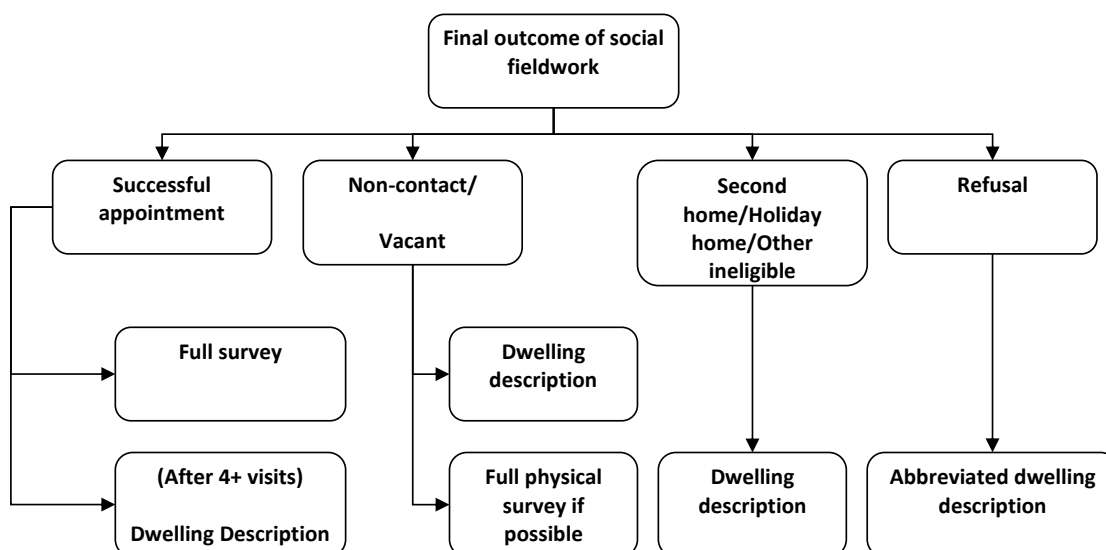 Final outcome of social
fieldwork
Successful
appointment
Non-contact/
Vacant
Second
home/Holiday
home/Other
ineligible
Refusal
Full survey
Dwelling
description
(After 4+ visits)
Dwelling Description
Full physical
survey if
possible
Dwelling
description
Abbreviated dwelling
description